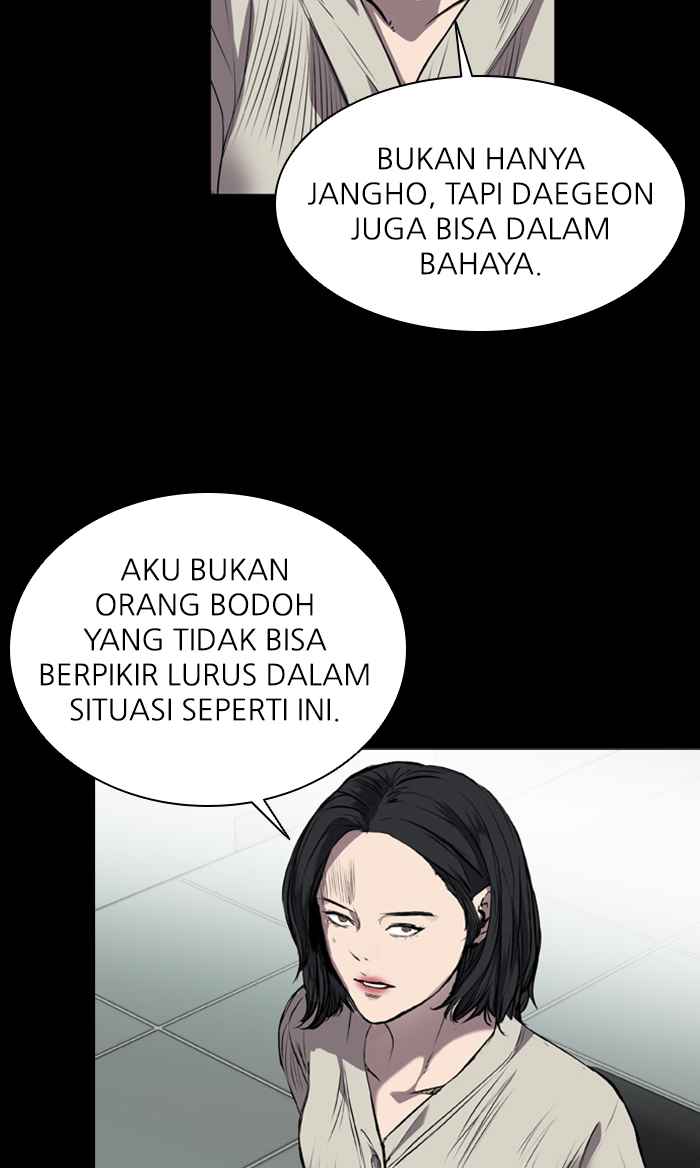 BUKAN HANYA
JANGHO, TAPI DAEGEON
JUGA BISA DALAM
BAHAYA.
AKU BUKAN
ORANG BODOH
YANG TIDAK BISA
BERPIKIR LURUS DALAM
SITUASI SEPERTI INI.